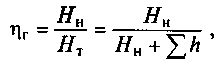 η_г = H_н / H_т = H_н / (H_н + ∑ h) ,